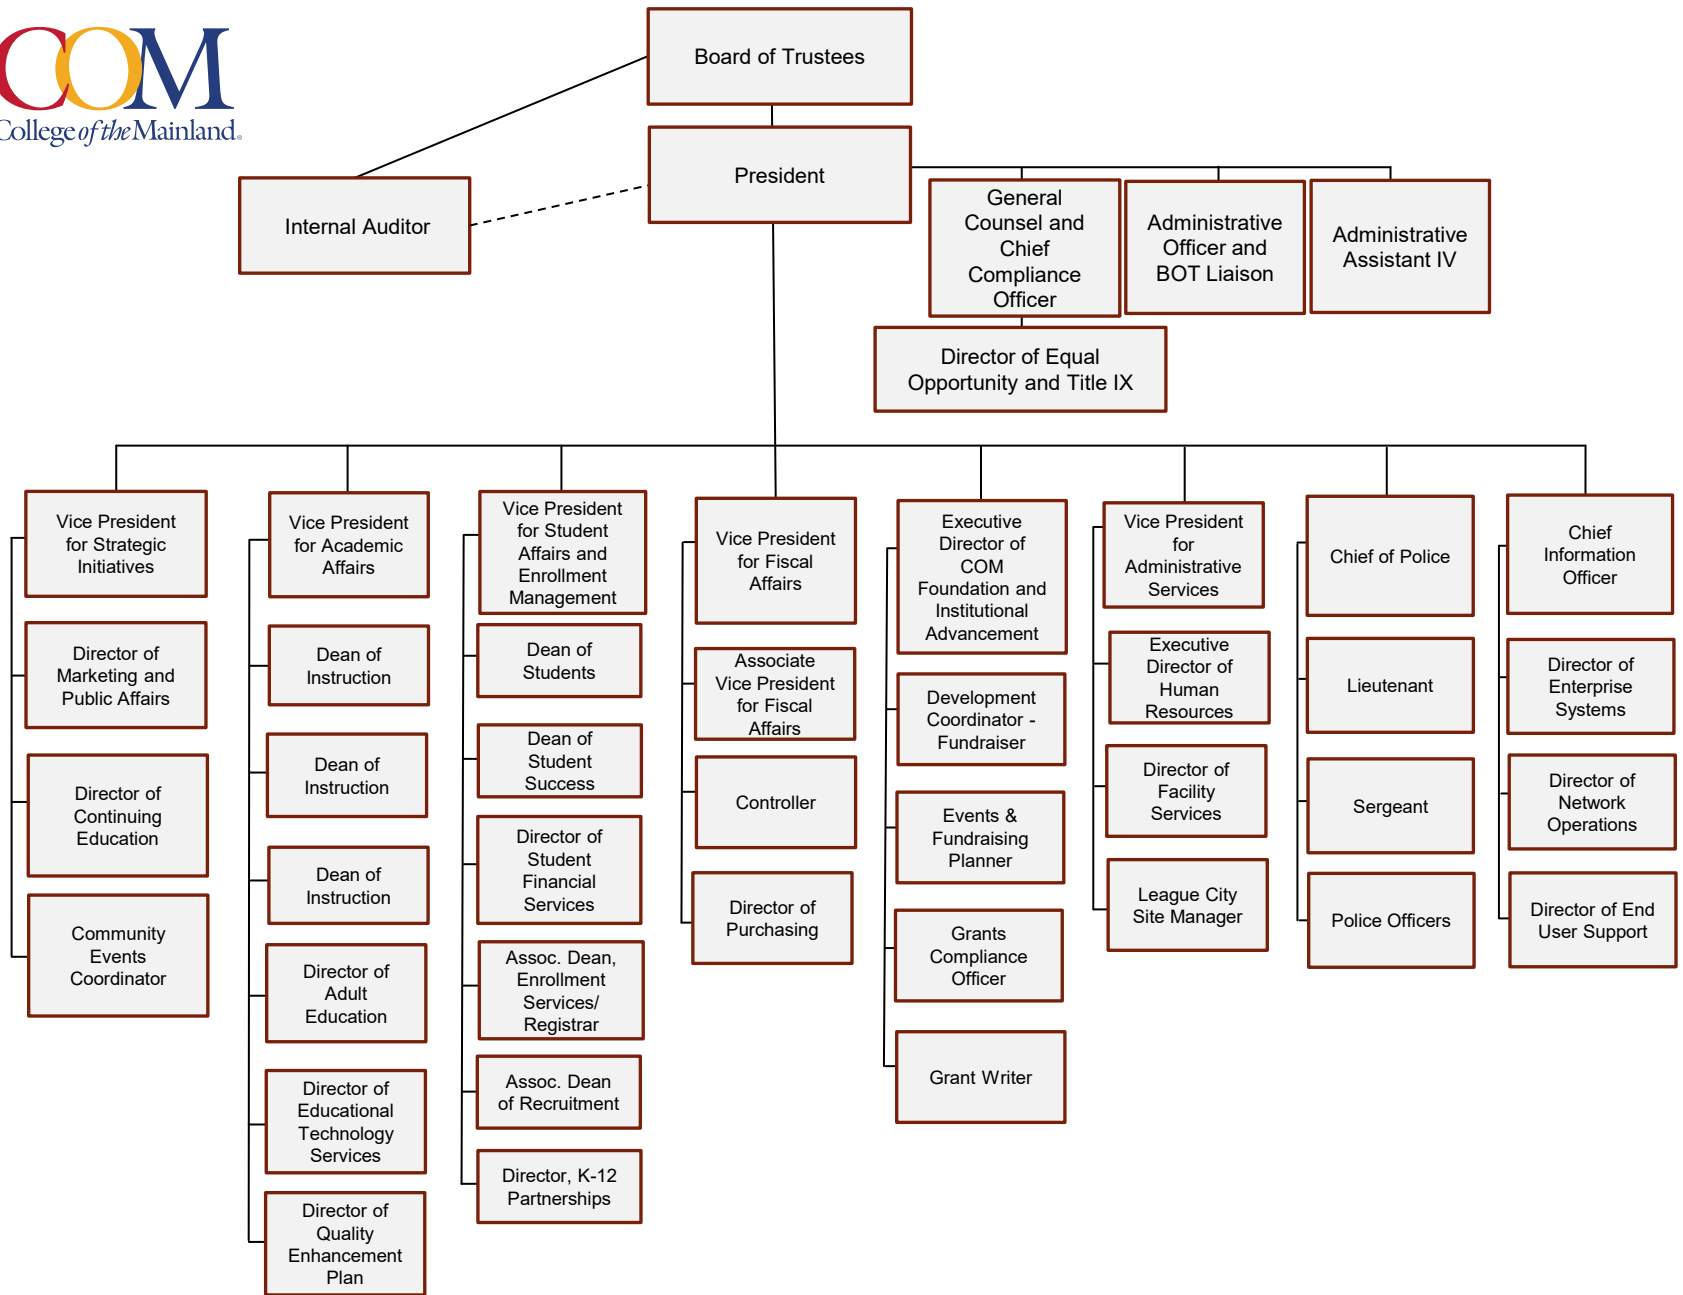 COM
College of the Mainland®
Board of Trustees
President
Internal Auditor
General
Counsel and
Chief
Compliance
Officer
Administrative
Officer and
BOT Liaison
Administrative
Assistant IV
Director of Equal
Opportunity and Title IX
Vice President
for Strategic
Initiatives
Director of
Marketing and
Public Affairs
Director of
Continuing
Education
Community
Events
Coordinator
Vice President
for Academic
Affairs
Dean of
Instruction
Dean of
Instruction
Dean of
Instruction
Director of
Adult
Education
Director of
Educational
Technology
Services
Director of
Quality
Enhancement
Plan
Vice President
for Student
Affairs and
Enrollment
Management
Dean of
Students
Dean of
Student
Success
Director of
Student
Financial
Services
Assoc. Dean,
Enrollment
Services/
Registrar
Assoc. Dean
of Recruitment
Director, K-12
Partnerships
Vice President
for Fiscal
Affairs
Associate
Vice President
for Fiscal
Affairs
Controller
Director of
Purchasing
Executive
Director of
COM
Foundation and
Institutional
Advancement
Development
Coordinator -
Fundraiser
Events &
Fundraising
Planner
Grants
Compliance
Officer
Grant Writer
Vice President
for
Administrative
Services
Executive
Director of
Human
Resources
Director of
Facility
Services
League City
Site Manager
Chief of Police
Lieutenant
Sergeant
Police Officers
Chief
Information
Officer
Director of
Enterprise
Systems
Director of
Network
Operations
Director of End
User Support